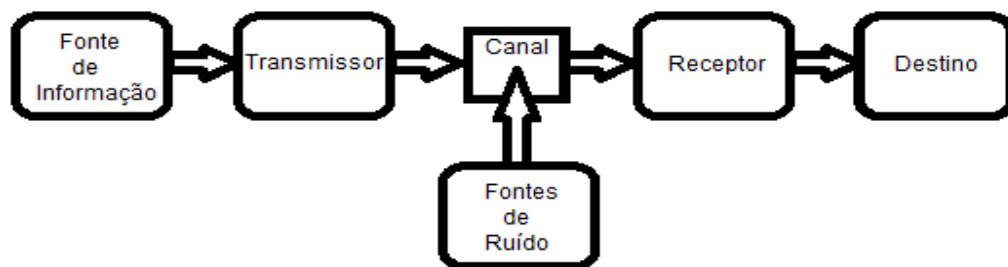 Fonte
de
Informação
Transmissor
Canal
Receptor
Destino
Fontes
de
Ruído